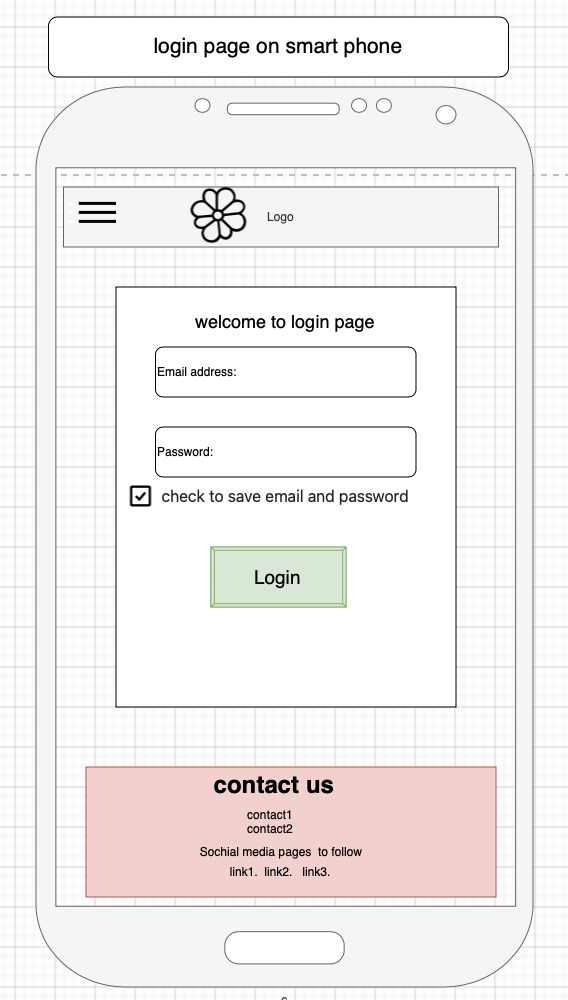 login page on smart phone
Logo
welcome to login page
Email address:
Password:
check to save email and password
Login
contact us
contact1
contact2
Sochial media pages  to follow
link1.  link2.   link3.